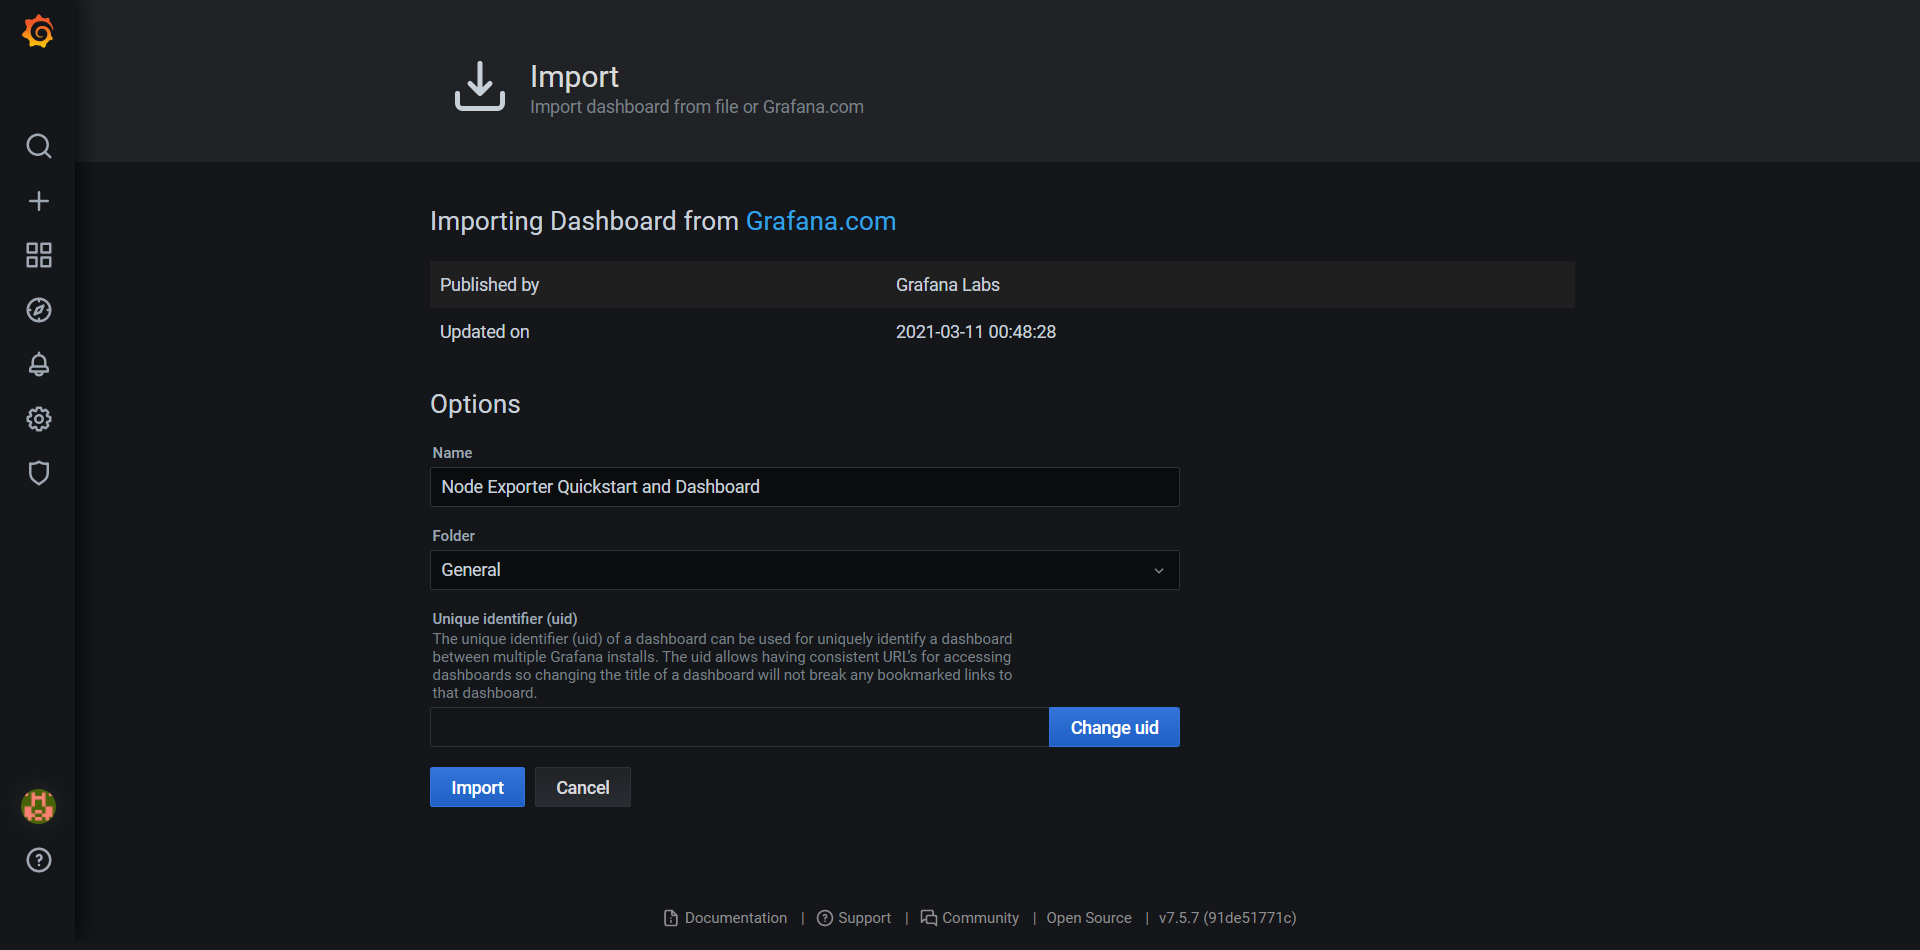 Import
Import dashboard from file or Grafana.com
Importing Dashboard from Grafana.com
Published by Grafana Labs
Updated on 2021-03-11 00:48:28
Options
Name
Node Exporter Quickstart and Dashboard
Folder
General
Unique identifier (uid)
The unique identifier (uid) of a dashboard can be used for uniquely identify a dashboard
between multiple Grafana installs. The uid allows having consistent URL's for accessing
dashboards so changing the title of a dashboard will not break any bookmarked links to
that dashboard.
Change uid
Import Cancel
Documentation | Support | Community | Open Source | v7.5.7 (91de51771c)